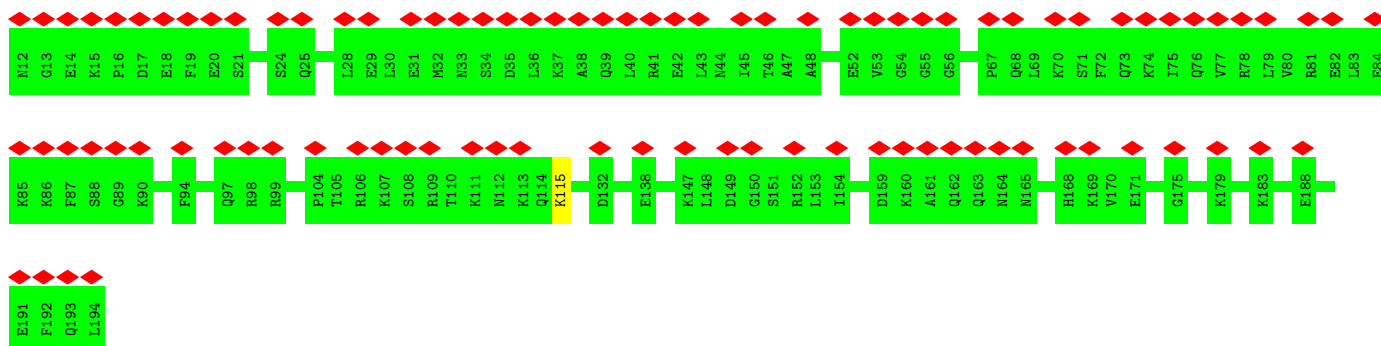 N12 G13 E14 K15 P16 D17 E18 F19 E20 S21 S24 Q25 L28 E29 L30 E31 M32 N33 S34 D35 L36 K37 A38 Q39 L40 R41 E42 L43 N44 I45 T46 A47 A48 E52 V53 G54 G55 G56 P67 Q68 L69 K70 S71 F72 Q73 K74 I75 Q76 V77 R78 L79 V80 R81 E82 L83 E84
K85 K86 F87 S88 G89 K90 F94 Q97 R98 R99 P104 T105 R106 K107 S108 R109 T110 K111 N112 K113 Q114 K115 D132 E138 K147 L148 D149 G150 S151 R152 L153 I154 D159 K160 A161 Q162 Q163 N164 N165 H168 K169 V170 E171 G175 K179 K183 E188
E191 F192 Q193 L194